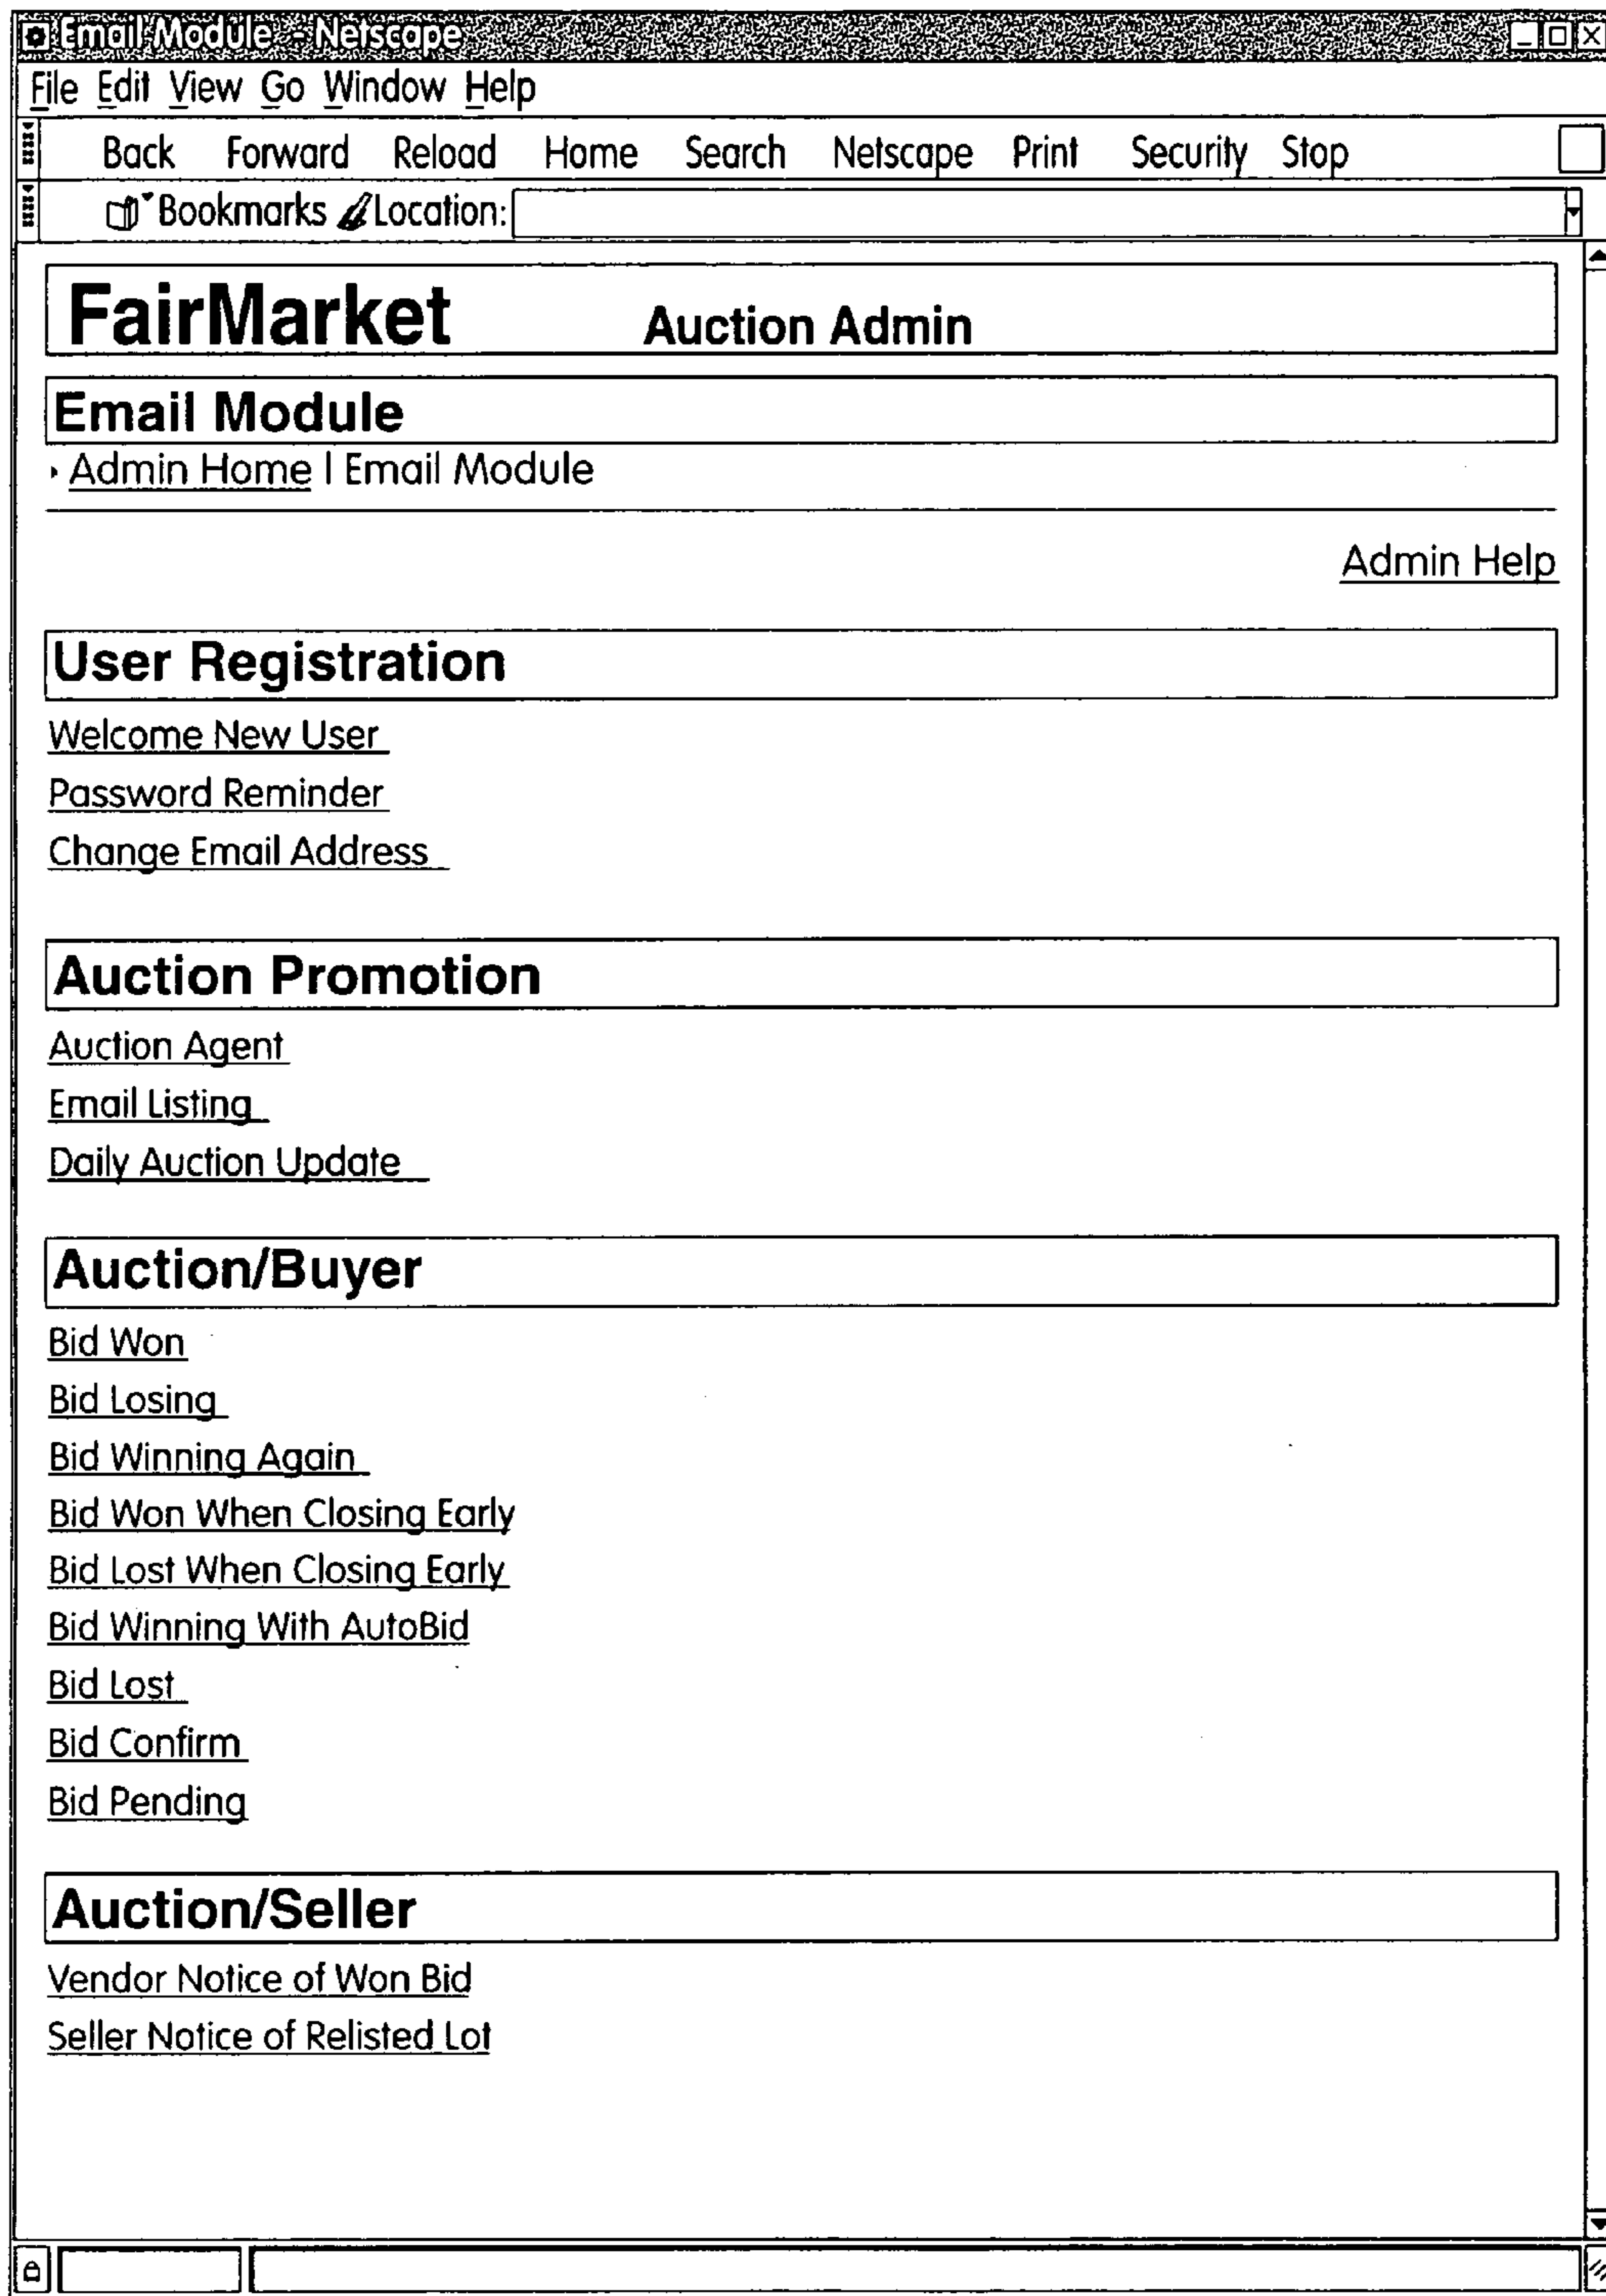 Email Module - Netscape
File Edit View Go Window Help
Back Forward Reload Home Search Netscape Print Security Stop
Bookmarks Location:
FairMarket Auction Admin
Email Module
Admin Home | Email Module
Admin Help
User Registration
Welcome New User
Password Reminder
Change Email Address
Auction Promotion
Auction Agent
Email Listing
Daily Auction Update
Auction/Buyer
Bid Won
Bid Losing
Bid Winning Again
Bid Won When Closing Early
Bid Lost When Closing Early
Bid Winning With AutoBid
Bid Lost
Bid Confirm
Bid Pending
Auction/Seller
Vendor Notice of Won Bid
Seller Notice of Relisted Lot